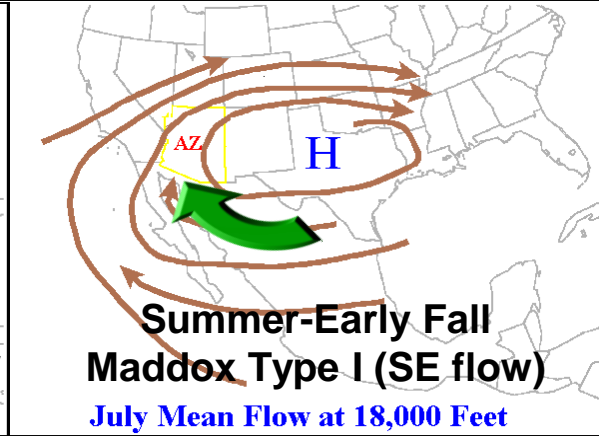 AZ
H
Summer-Early Fall
Maddox Type I (SE flow)
July Mean Flow at 18,000 Feet